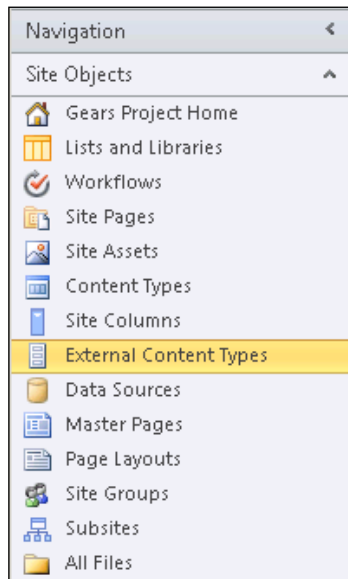 Navigation
Site Objects
Gears Project Home
Lists and Libraries
Workflows
Site Pages
Site Assets
Content Types
Site Columns
External Content Types
Data Sources
Master Pages
Page Layouts
Site Groups
Subsites
All Files